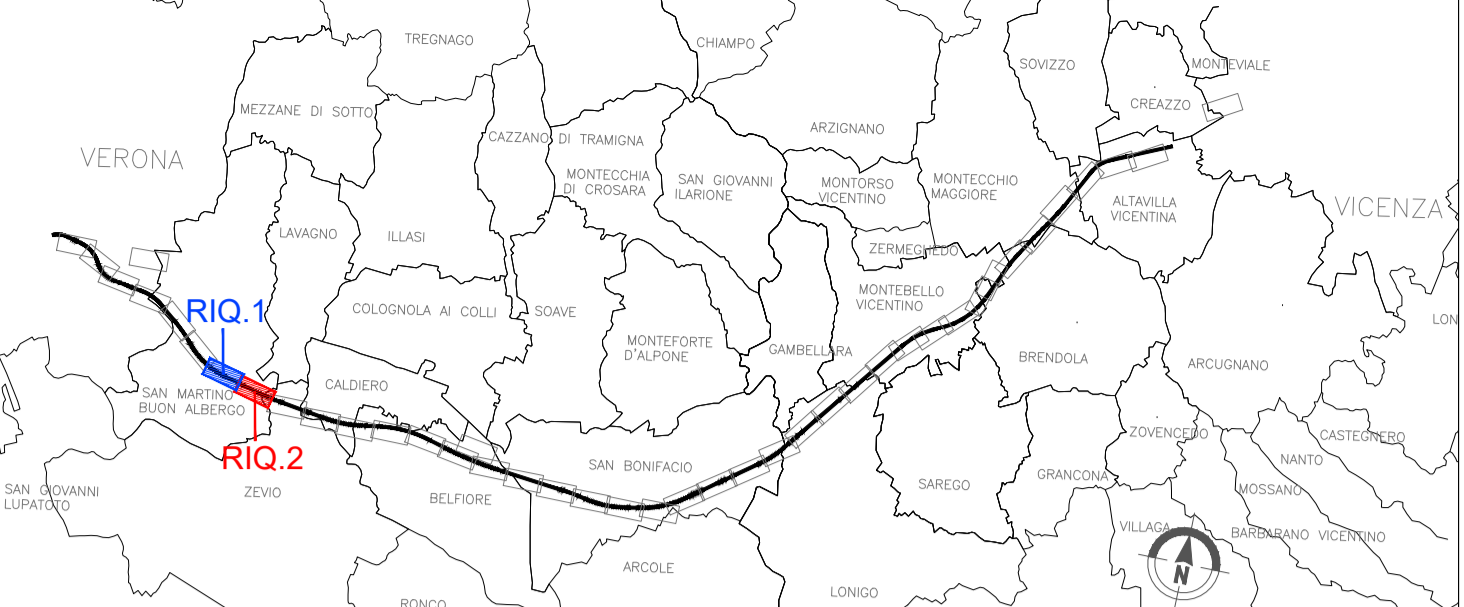 TREGNAGO
CHIAMPO
SOVIZZO
MONTEVIALE
MEZZANE DI SOTTO
CREAZZO
CAZZANO DI TRAMIGNA
ARZIGNANO
VERONA
MONTECCHIA
DI CROSARA
SAN GIOVANNI
ILARIONE
MONTORSO
VICENTINO
MONTECCHIO
MAGGIORE
ALTAVILLA
VICENTINA
VICENZA
LAVAGNO
ILLASI
ZERMEGHEDO
MONTEBELLO
VICENTINO
RIQ.1
COLOGNOLA AI COLLI
SOAVE
LON
MONTEFORTE
D'ALPONE
GAMBELLARA
BRENDOLA
ARCUGNANO
CALDIERO
SAN MARTINO
BUON ALBERGO
RIQ.2
ZOVENCEDO
CASTEGNERO
NANTO
SAN BONIFACIO
GRANCONA
SAREGO
MOSSANO
SAN GIOVANNI
LUPATOTO
ZEVIO
BELFIORE
VILLAGA
BARBARANO VICENTINO
ARCOLE
N
LONIGO
RONCO